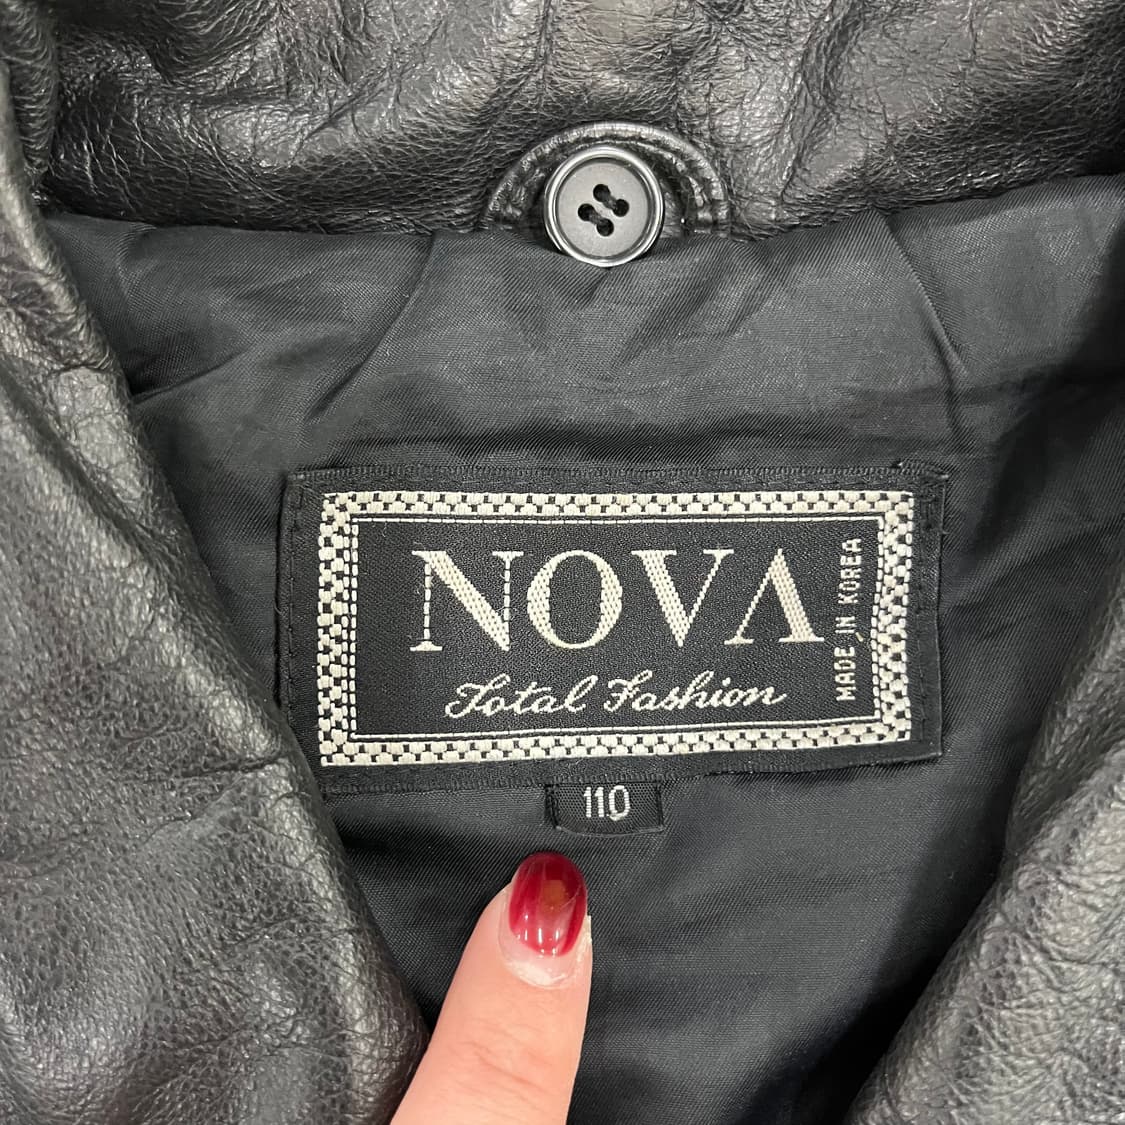 NOVA
Total Fashion
MADE IN KOREA
110